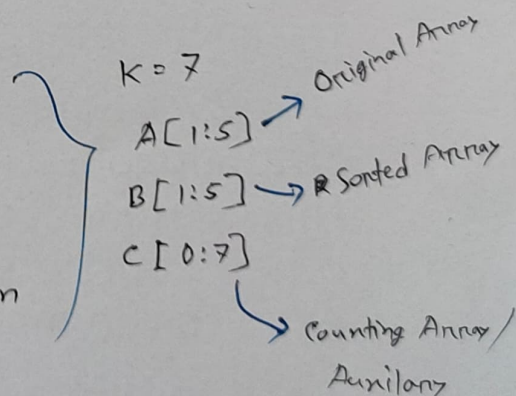 K = 7
Original Array
A[1:5]
B[1:5]
Sorted Array
C[0:7]
n
Counting Array/
Auxilary